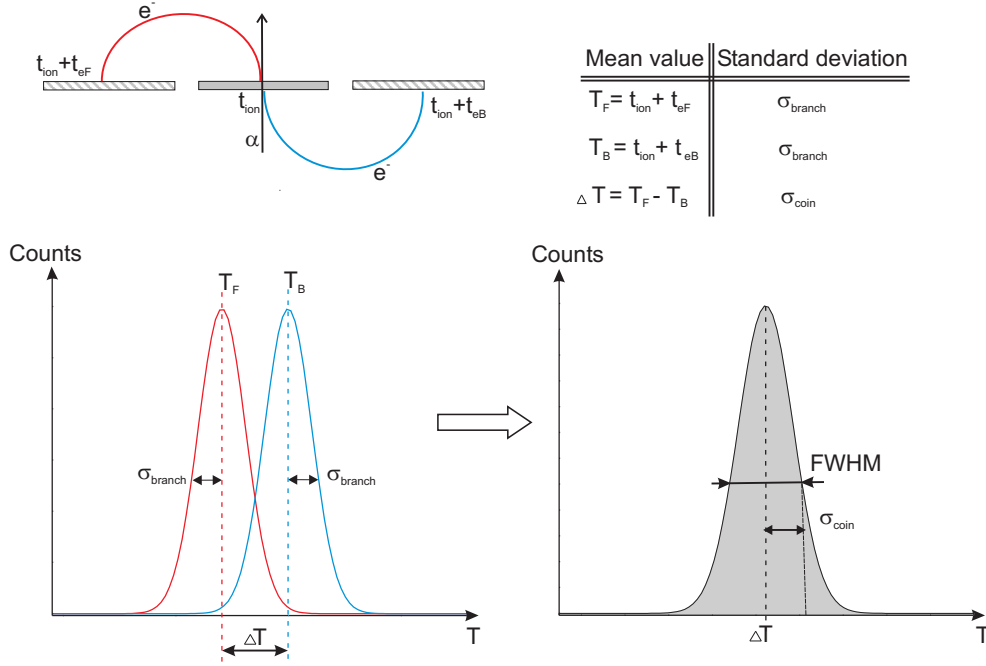 e⁻
t_ion+t_eF
t_ion
t_ion+t_eB
α
e⁻
Mean value Standard deviation
T_F = t_ion + t_eF σ_branch
T_B = t_ion + t_eB σ_branch
△ T = T_F - T_B σ_coin
Counts
T_F T_B
σ_branch σ_branch
T
△T
Counts
FWHM
σ_coin
△T T